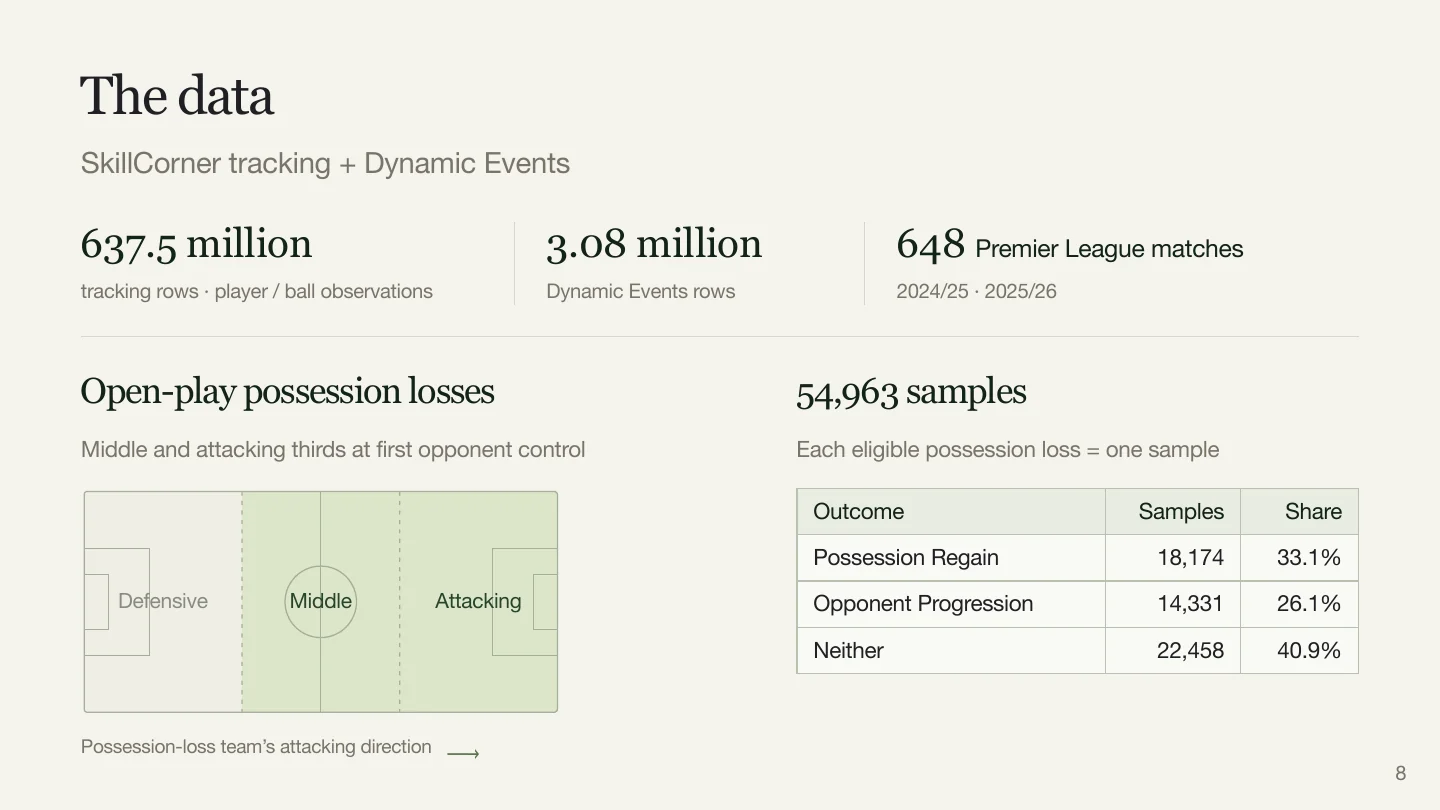 The data
SkillCorner tracking + Dynamic Events
637.5 million
tracking rows · player / ball observations
3.08 million
Dynamic Events rows
648 Premier League matches
2024/25 · 2025/26
Open-play possession losses
Middle and attacking thirds at first opponent control
Defensive
Middle
Attacking
Possession-loss team’s attacking direction
54,963 samples
Each eligible possession loss = one sample
Outcome Samples Share
Possession Regain 18,174 33.1%
Opponent Progression 14,331 26.1%
Neither 22,458 40.9%
8